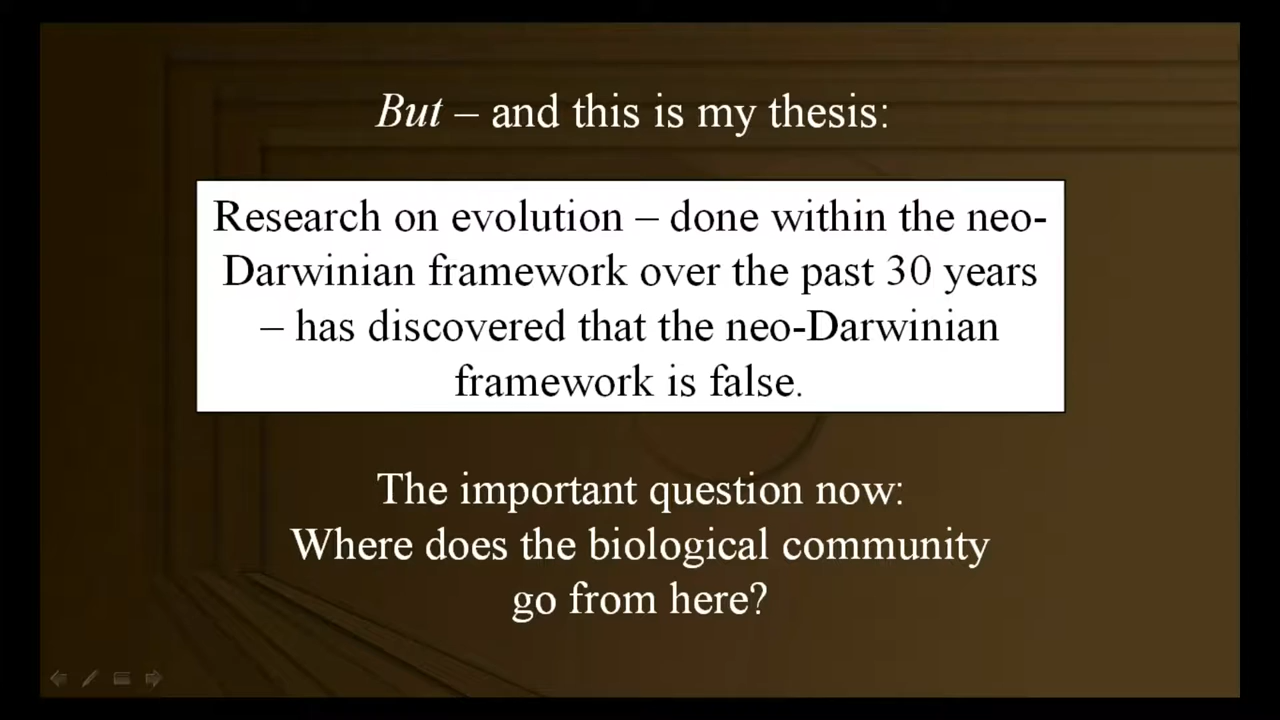 But – and this is my thesis:
Research on evolution – done within the neo-
Darwinian framework over the past 30 years
– has discovered that the neo-Darwinian
framework is false.
The important question now:
Where does the biological community
go from here?